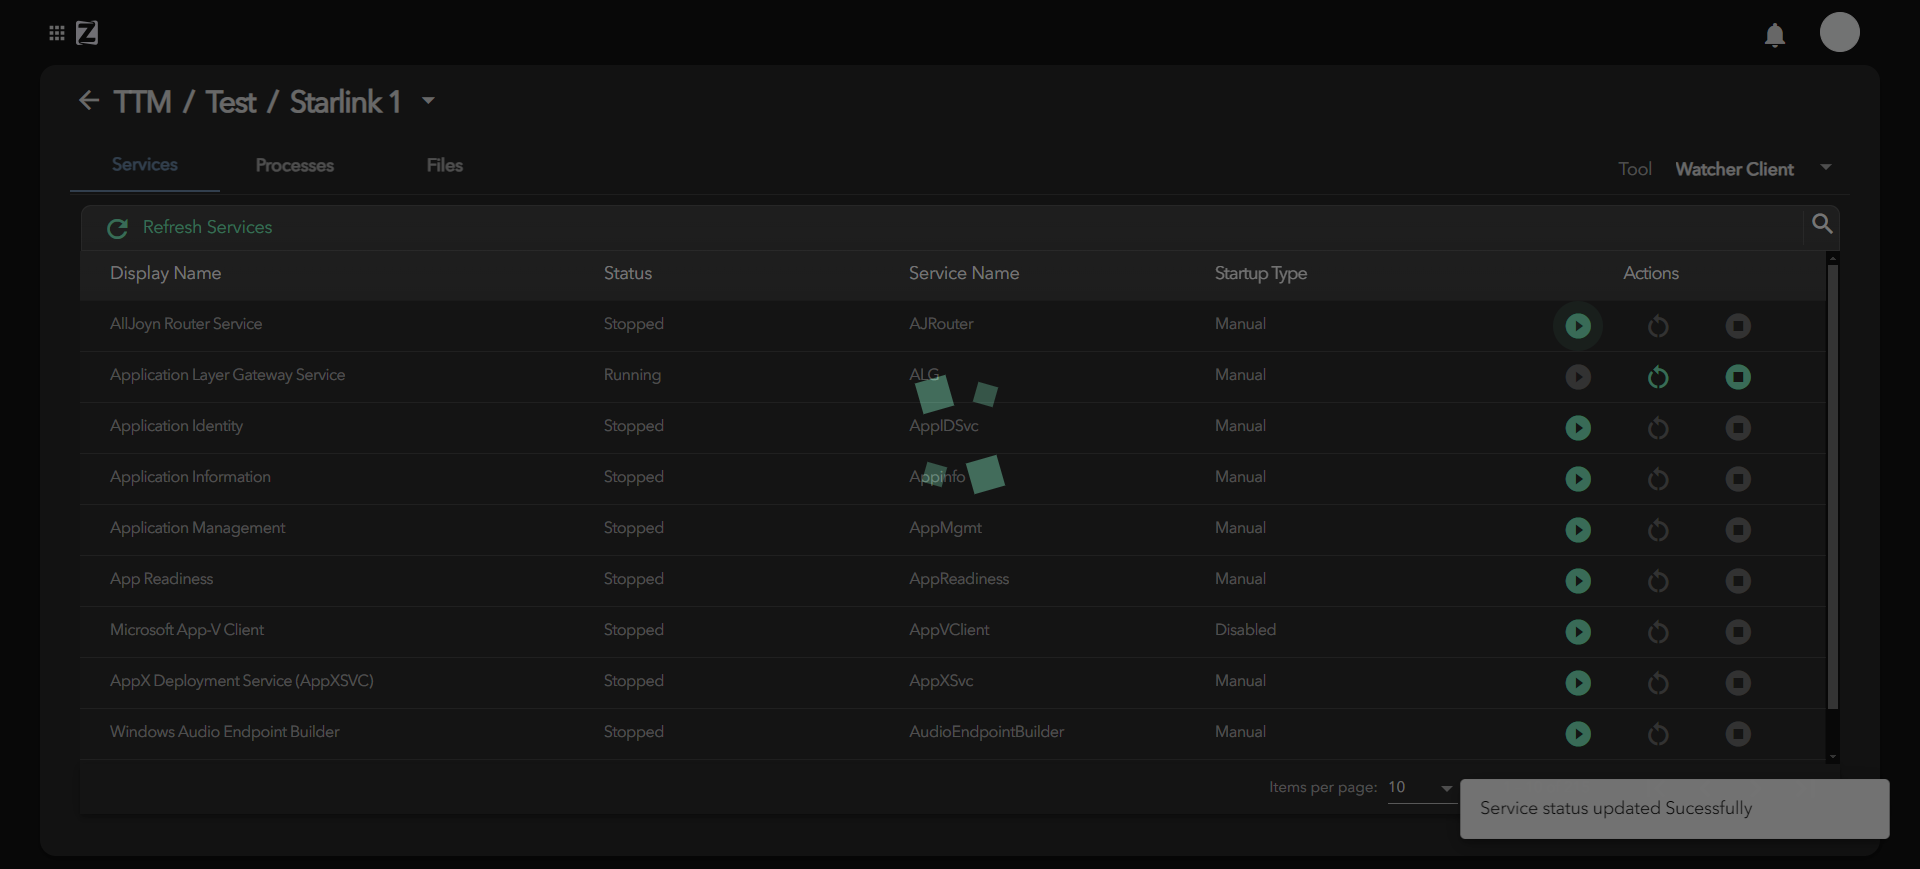 Z
TTM / Test / Starlink 1
Services Processes Files
Tool Watcher Client
Refresh Services
Display Name Status Service Name Startup Type Actions
AllJoyn Router Service Stopped AJRouter Manual
Application Layer Gateway Service Running ALG Manual
Application Identity Stopped AppIDSvc Manual
Application Information Stopped Appinfo Manual
Application Management Stopped AppMgmt Manual
App Readiness Stopped AppReadiness Manual
Microsoft App-V Client Stopped AppVClient Disabled
AppX Deployment Service (AppXSVC) Stopped AppXSvc Manual
Windows Audio Endpoint Builder Stopped AudioEndpointBuilder Manual
Items per page: 10
Service status updated Sucessfully